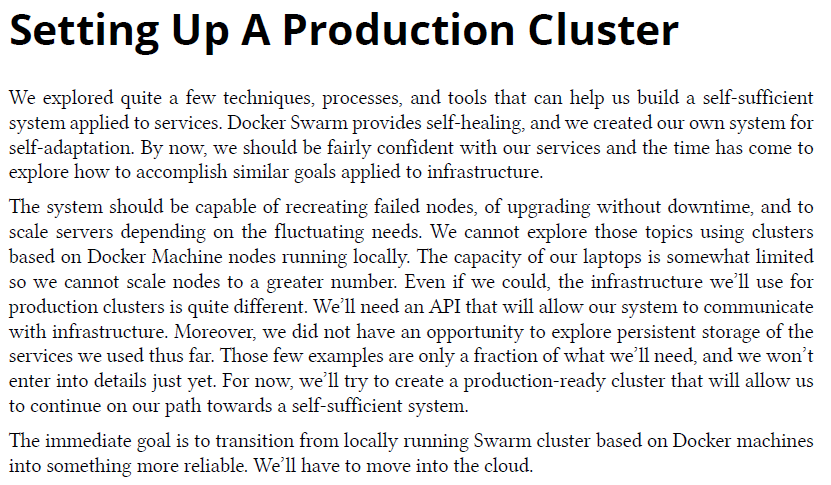 Setting Up A Production Cluster
We explored quite a few techniques, processes, and tools that can help us build a self-sufficient
system applied to services. Docker Swarm provides self-healing, and we created our own system for
self-adaptation. By now, we should be fairly confident with our services and the time has come to
explore how to accomplish similar goals applied to infrastructure.
The system should be capable of recreating failed nodes, of upgrading without downtime, and to
scale servers depending on the fluctuating needs. We cannot explore those topics using clusters
based on Docker Machine nodes running locally. The capacity of our laptops is somewhat limited
so we cannot scale nodes to a greater number. Even if we could, the infrastructure we’ll use for
production clusters is quite different. We’ll need an API that will allow our system to communicate
with infrastructure. Moreover, we did not have an opportunity to explore persistent storage of the
services we used thus far. Those few examples are only a fraction of what we’ll need, and we won’t
enter into details just yet. For now, we’ll try to create a production-ready cluster that will allow us
to continue on our path towards a self-sufficient system.
The immediate goal is to transition from locally running Swarm cluster based on Docker machines
into something more reliable. We’ll have to move into the cloud.